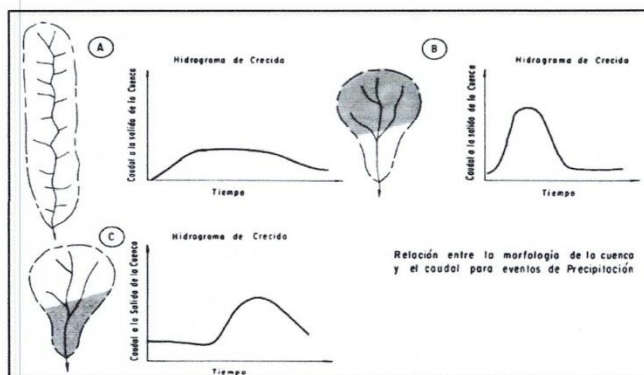 A
Hidrograma de Crecida
Caudal a la salida de la Cuenca
Tiempo
B
Hidrograma de Crecida
Caudal a la salida de la Cuenca
Tiempo
C
Hidrograma de Crecida
Caudal a la Salida de la Cuenca
Tiempo
Relación entre la morfología de la cuenca
y el caudal para eventos de Precipitación